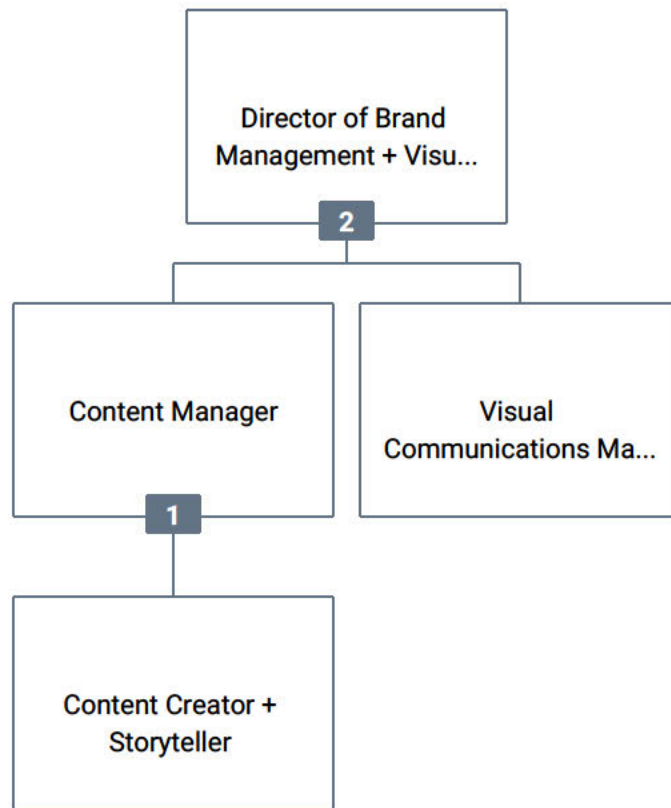 Director of Brand
Management + Visu...
2
Content Manager
Visual
Communications Ma...
1
Content Creator +
Storyteller